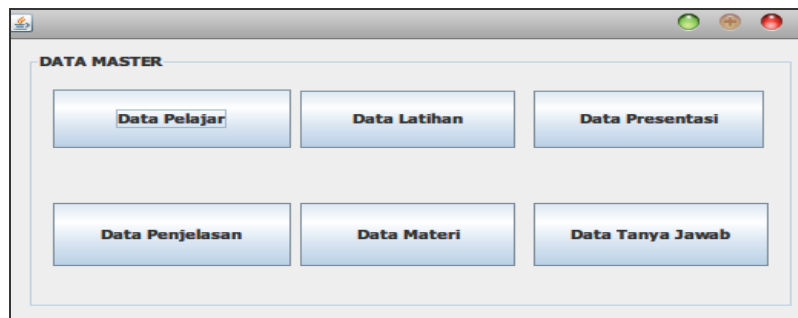 DATA MASTER
Data Pelajar
Data Latihan
Data Presentasi
Data Penjelasan
Data Materi
Data Tanya Jawab